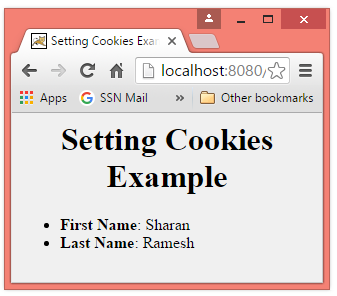 Setting Cookies Exar
localhost:8080/
Apps SSN Mail » Other bookmarks
Setting Cookies
Example
First Name: Sharan
Last Name: Ramesh